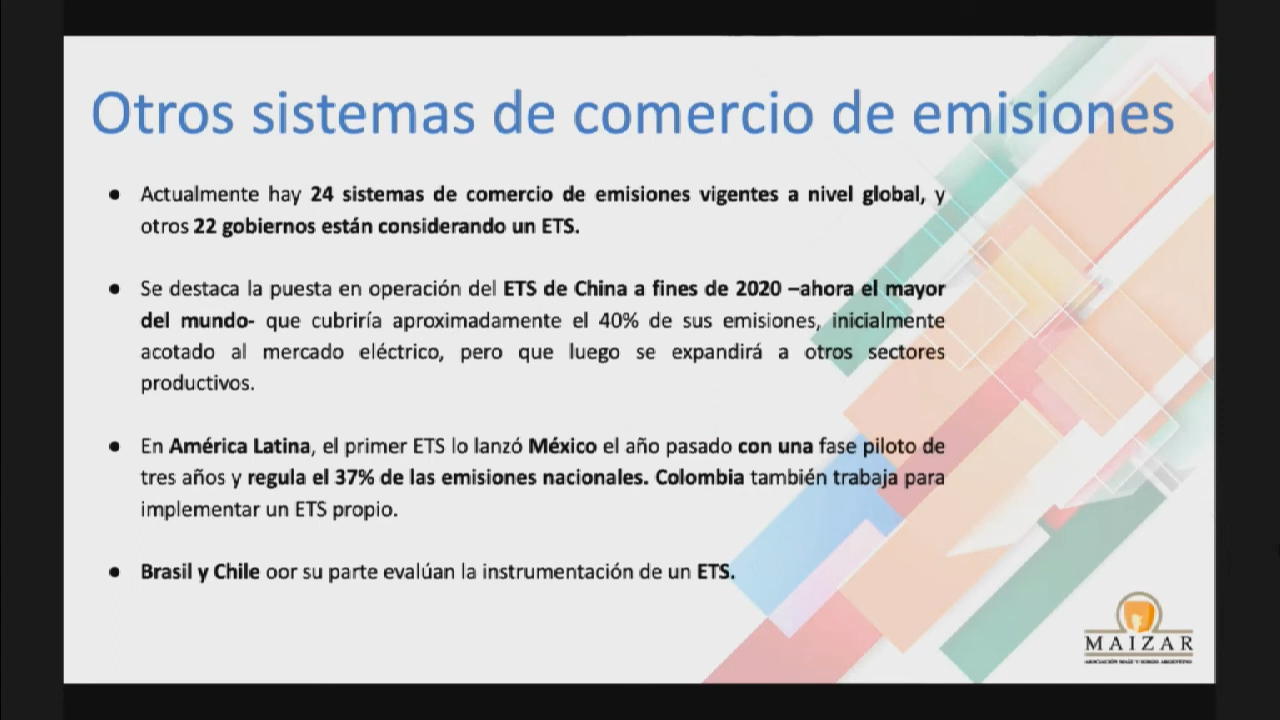 Otros sistemas de comercio de emisiones
● Actualmente hay 24 sistemas de comercio de emisiones vigentes a nivel global, y
otros 22 gobiernos están considerando un ETS.
● Se destaca la puesta en operación del ETS de China a fines de 2020 –ahora el mayor
del mundo- que cubriría aproximadamente el 40% de sus emisiones, inicialmente
acotado al mercado eléctrico, pero que luego se expandirá a otros sectores
productivos.
● En América Latina, el primer ETS lo lanzó México el año pasado con una fase piloto de
tres años y regula el 37% de las emisiones nacionales. Colombia también trabaja para
implementar un ETS propio.
● Brasil y Chile oor su parte evalúan la instrumentación de un ETS.
MAIZAR
ASOCIACIÓN MAÍZ Y SORGO ARGENTINO